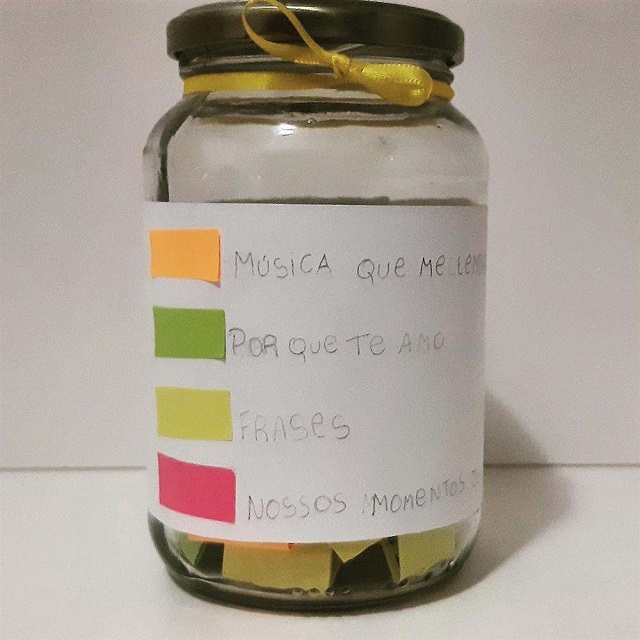 MÚSICA QUE ME
POR QUE TE AMO
FRASES
NOSSOS MOMENTOS